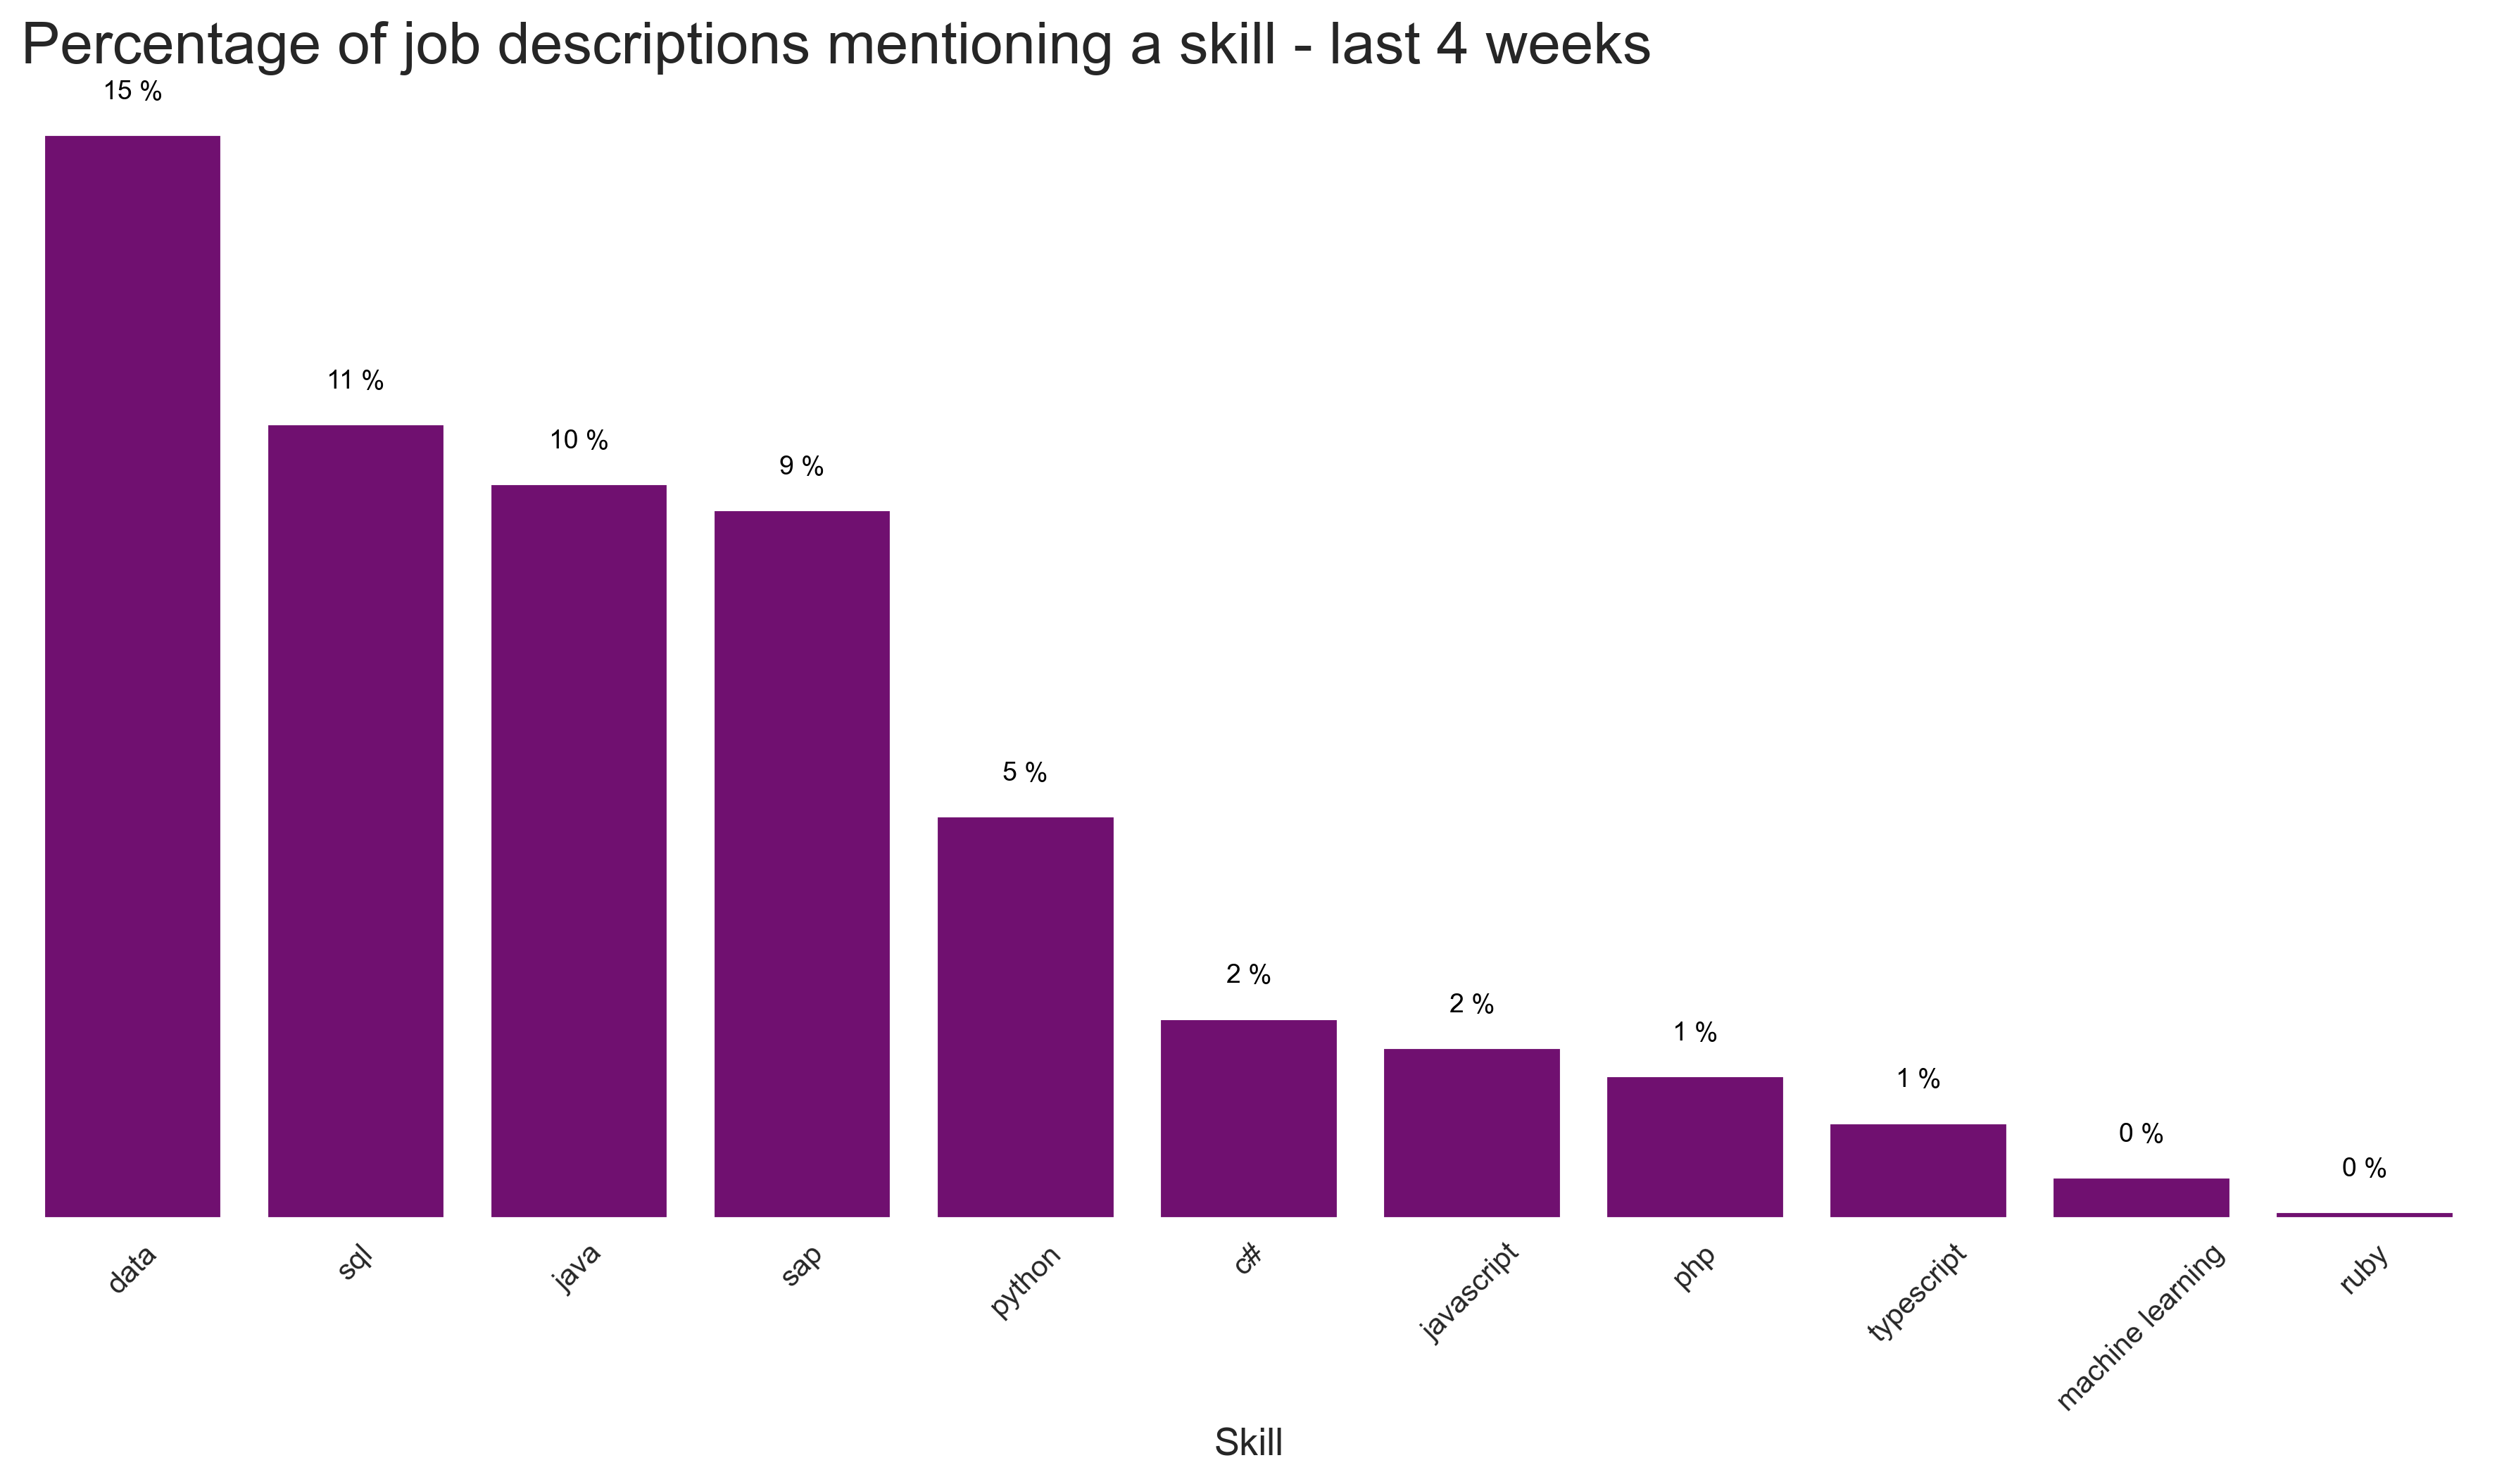 Percentage of job descriptions mentioning a skill - last 4 weeks
15 %
11 %
10 %
9 %
5 %
2 %
2 %
1 %
1 %
0 %
0 %
data
sql
java
sap
python
c#
javascript
php
typescript
machine learning
ruby
Skill